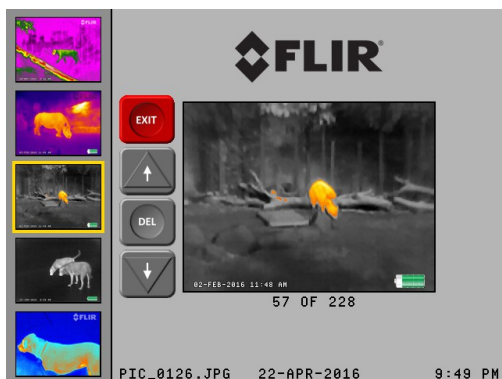 FLIR
EXIT
DEL
02-FEB-2016 11:48 AM
57 OF 228
PIC_0126.JPG 22-APR-2016 9:49 PM
FLIR